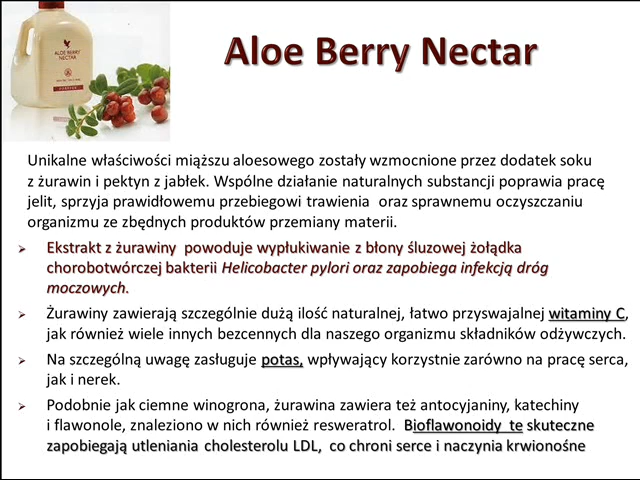 ALOE BERRY
NECTAR
FOREVER
Aloe Berry Nectar
Unikalne właściwości miąższu aloesowego zostały wzmocnione przez dodatek soku
z żurawin i pektyn z jabłek. Wspólne działanie naturalnych substancji poprawia pracę
jelit, sprzyja prawidłowemu przebiegowi trawienia oraz sprawnemu oczyszczaniu
organizmu ze zbędnych produktów przemiany materii.
➢ Ekstrakt z żurawiny powoduje wypłukiwanie z błony śluzowej żołądka
chorobotwórczej bakterii Helicobacter pylori oraz zapobiega infekcją dróg
moczowych.
➢ Żurawiny zawierają szczególnie dużą ilość naturalnej, łatwo przyswajalnej witaminy C,
jak również wiele innych bezcennych dla naszego organizmu składników odżywczych.
➢ Na szczególną uwagę zasługuje potas, wpływający korzystnie zarówno na pracę serca,
jak i nerek.
➢ Podobnie jak ciemne winogrona, żurawina zawiera też antocyjaniny, katechiny
i flawonole, znaleziono w nich również resweratrol. Bioflawonoidy te skuteczne
zapobiegają utleniania cholesterolu LDL, co chroni serce i naczynia krwionośne